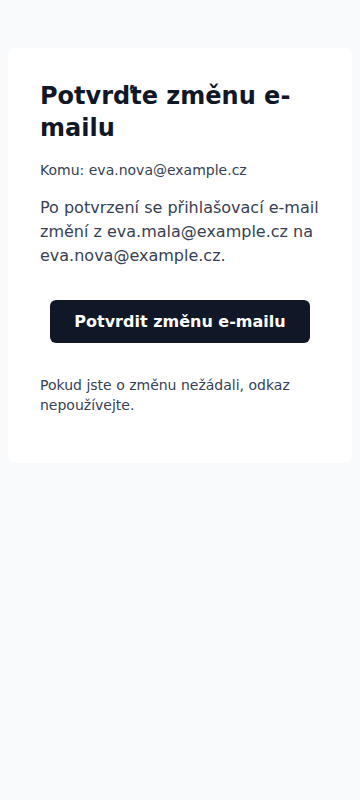 Potvrďte změnu e-
mailu
Komu: eva.nova@example.cz
Po potvrzení se přihlašovací e-mail
změní z eva.mala@example.cz na
eva.nova@example.cz.
Potvrdit změnu e-mailu
Pokud jste o změnu nežádali, odkaz
nepoužívejte.